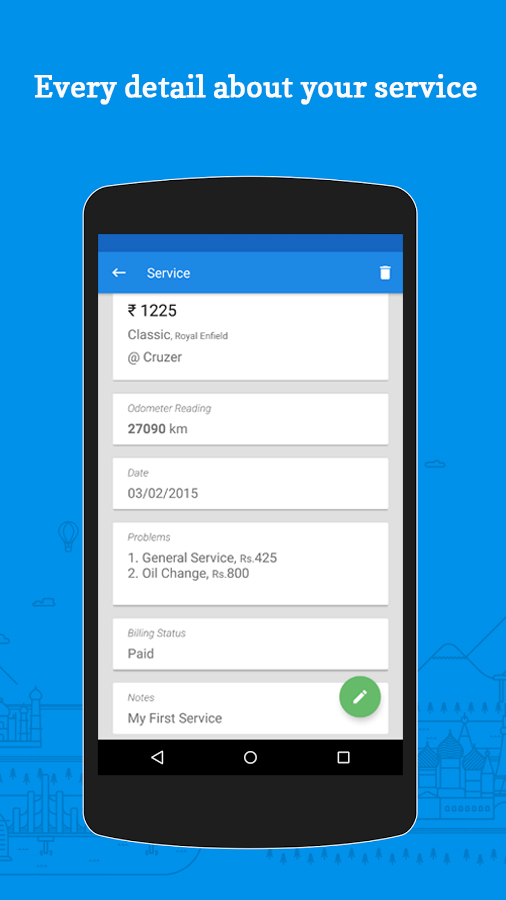 Every detail about your service
Service
₹ 1225
Classic, Royal Enfield
@ Cruzer
Odometer Reading
27090 km
Date
03/02/2015
Problems
1. General Service, Rs.425
2. Oil Change, Rs.800
Billing Status
Paid
Notes
My First Service